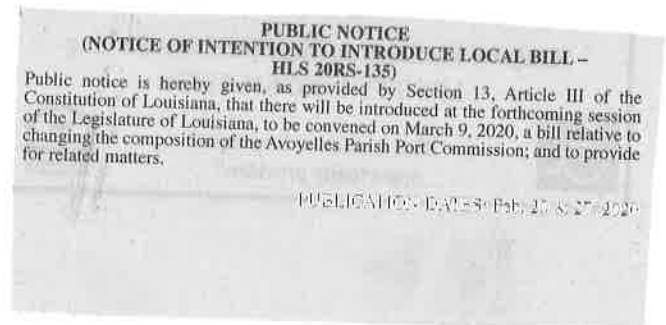 PUBLIC NOTICE
(NOTICE OF INTENTION TO INTRODUCE LOCAL BILL –
HLS 20RS-135)
Public notice is hereby given, as provided by Section 13, Article III of the
Constitution of Louisiana, that there will be introduced at the forthcoming session
of the Legislature of Louisiana, to be convened on March 9, 2020, a bill relative to
changing the composition of the Avoyelles Parish Port Commission; and to provide
for related matters.
PUBLICATION DATES: Feb. 20 & 27, 2020